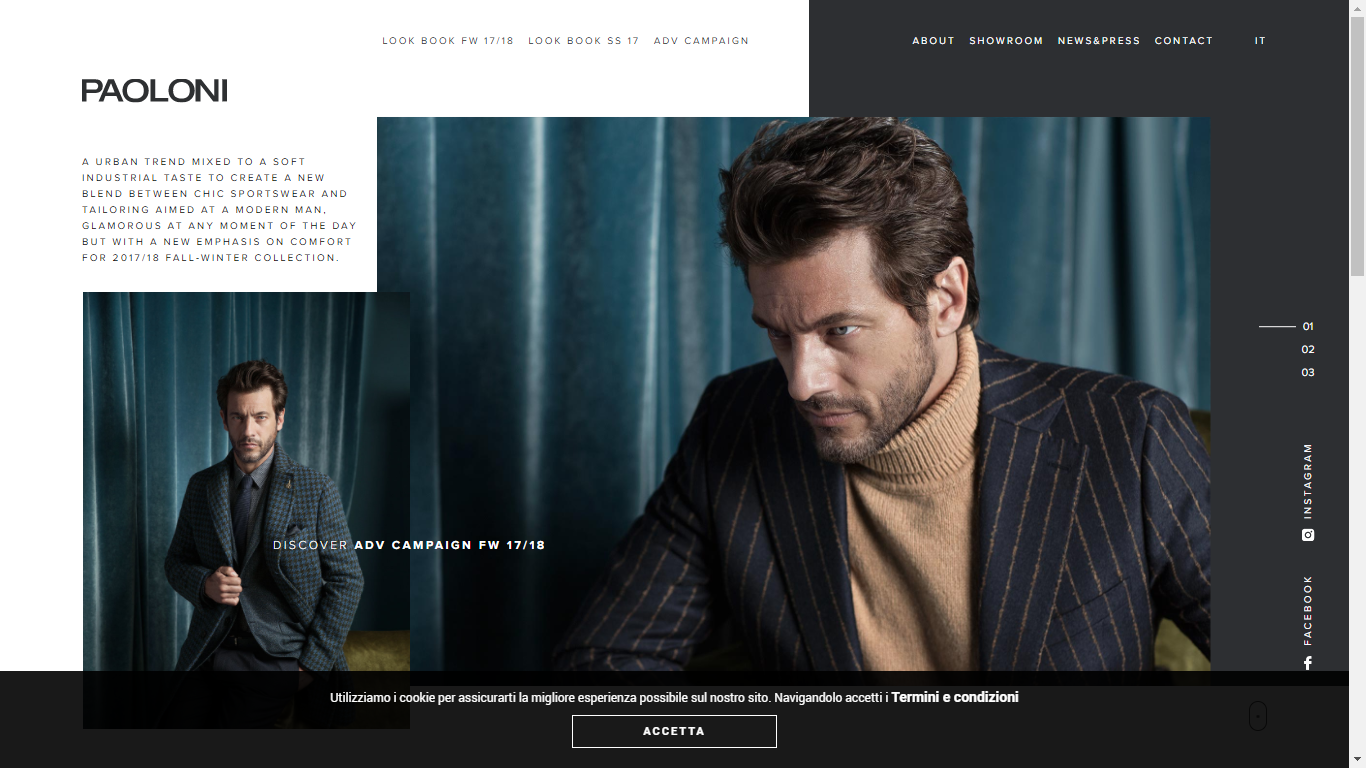 LOOK BOOK FW 17/18 LOOK BOOK SS 17 ADV CAMPAIGN
ABOUT SHOWROOM NEWS&PRESS CONTACT IT
PAOLONI
A URBAN TREND MIXED TO A SOFT
INDUSTRIAL TASTE TO CREATE A NEW
BLEND BETWEEN CHIC SPORTSWEAR AND
TAILORING AIMED AT A MODERN MAN,
GLAMOROUS AT ANY MOMENT OF THE DAY
BUT WITH A NEW EMPHASIS ON COMFORT
FOR 2017/18 FALL-WINTER COLLECTION.
01
02
03
INSTAGRAM
FACEBOOK
DISCOVER ADV CAMPAIGN FW 17/18
Utilizziamo i cookie per assicurarti la migliore esperienza possibile sul nostro sito. Navigandolo accetti i Termini e condizioni
ACCETTA